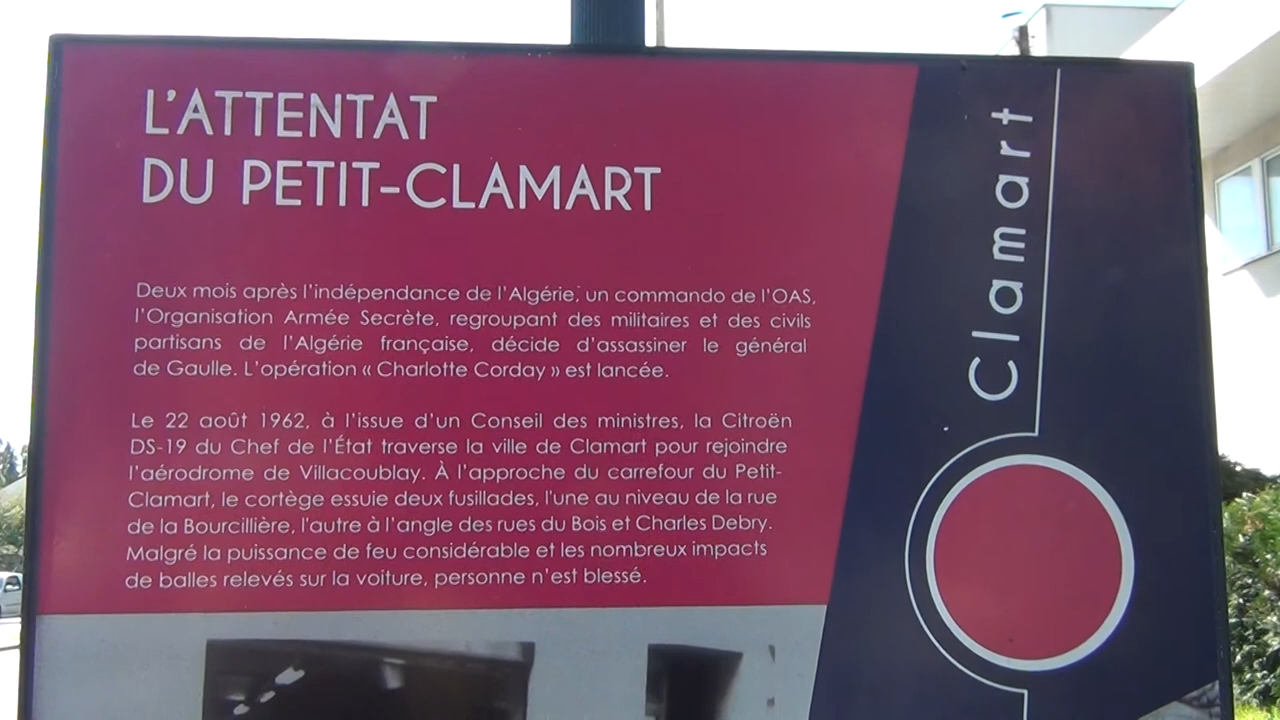 L'ATTENTAT
DU PETIT-CLAMART
Deux mois après l'indépendance de l'Algérie, un commando de l'OAS,
l'Organisation Armée Secrète, regroupant des militaires et des civils
partisans de l'Algérie française, décide d'assassiner le général
de Gaulle. L'opération « Charlotte Corday » est lancée.
Le 22 août 1962, à l'issue d'un Conseil des ministres, la Citroën
DS-19 du Chef de l'État traverse la ville de Clamart pour rejoindre
l'aérodrome de Villacoublay. À l'approche du carrefour du Petit-
Clamart, le cortège essuie deux fusillades, l'une au niveau de la rue
de la Bourcillière, l'autre à l'angle des rues du Bois et Charles Debry.
Malgré la puissance de feu considérable et les nombreux impacts
de balles relevés sur la voiture, personne n'est blessé.
Clamart